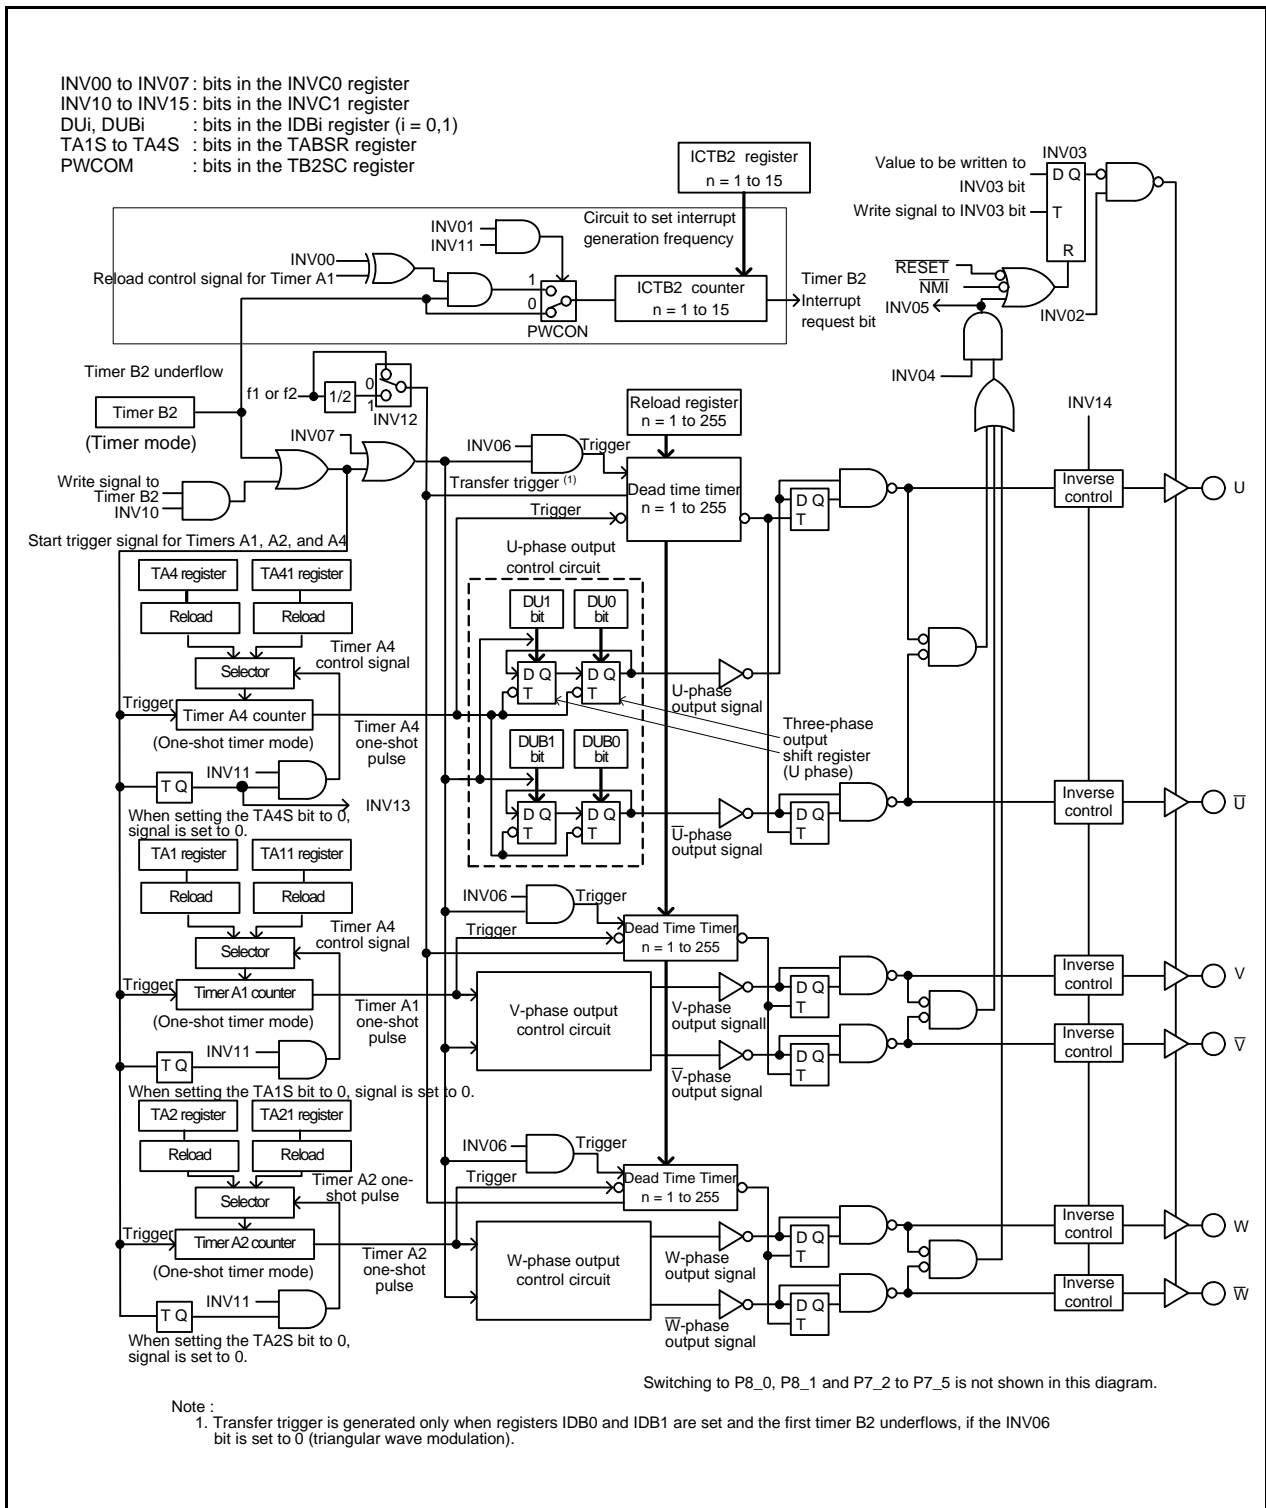 INV00 to INV07 : bits in the INVC0 register
INV10 to INV15 : bits in the INVC1 register
DUi, DUBi : bits in the IDBi register (i = 0,1)
TA1S to TA4S : bits in the TABSR register
PWCOM : bits in the TB2SC register
ICTB2 register
n = 1 to 15
Value to be written to
INV03 bit
INV03
D Q
Write signal to INV03 bit
T
R
Circuit to set interrupt
generation frequency
INV01
INV11
INV00
Reload control signal for Timer A1
1
0
PWCON
ICTB2 counter
n = 1 to 15
Timer B2
Interrupt
request bit
R̅E̅S̅E̅T̅
N̅M̅I̅
INV05
INV02
INV04
Timer B2 underflow
Timer B2
(Timer mode)
f1 or f2
1/2
0
1
INV12
INV07
INV06
Trigger
Reload register
n = 1 to 255
INV14
Transfer trigger (1)
Trigger
Dead time timer
n = 1 to 255
D Q
T
Inverse
control
U
Write signal to
Timer B2
INV10
Start trigger signal for Timers A1, A2, and A4
TA4 register
TA41 register
Reload
Reload
Timer A4
control signal
Selector
Trigger
Timer A4 counter
(One-shot timer mode)
Timer A4
one-shot
pulse
INV11
T Q
INV13
When setting the TA4S bit to 0,
signal is set to 0.
U-phase output
control circuit
DU1
bit
DU0
bit
D Q
T
D Q
T
U-phase
output signal
Three-phase
output
shift register
(U phase)
DUB1
bit
DUB0
bit
D Q
T
D Q
T
U̅-phase
output signal
D Q
T
Inverse
control
U̅
TA1 register
TA11 register
Reload
Reload
Timer A4
control signal
Selector
Trigger
Timer A1 counter
(One-shot timer mode)
Timer A1
one-shot
pulse
INV11
T Q
When setting the TA1S bit to 0, signal is set to 0.
INV06
Trigger
Trigger
Dead Time Timer
n = 1 to 255
V-phase output
control circuit
V-phase
output signall
D Q
T
Inverse
control
V
V̅-phase
output signal
D Q
T
Inverse
control
V̅
TA2 register
TA21 register
Reload
Reload
Timer A2 one-
shot pulse
Selector
Trigger
Timer A2 counter
(One-shot timer mode)
Timer A2
one-shot
pulse
INV11
T Q
When setting the TA2S bit to 0,
signal is set to 0.
INV06
Trigger
Trigger
Dead Time Timer
n = 1 to 255
W-phase output
control circuit
W-phase
output signal
D Q
T
Inverse
control
W
W̅-phase
output signal
D Q
T
Inverse
control
W̅
Switching to P8_0, P8_1 and P7_2 to P7_5 is not shown in this diagram.
Note :
1. Transfer trigger is generated only when registers IDB0 and IDB1 are set and the first timer B2 underflows, if the INV06
bit is set to 0 (triangular wave modulation).